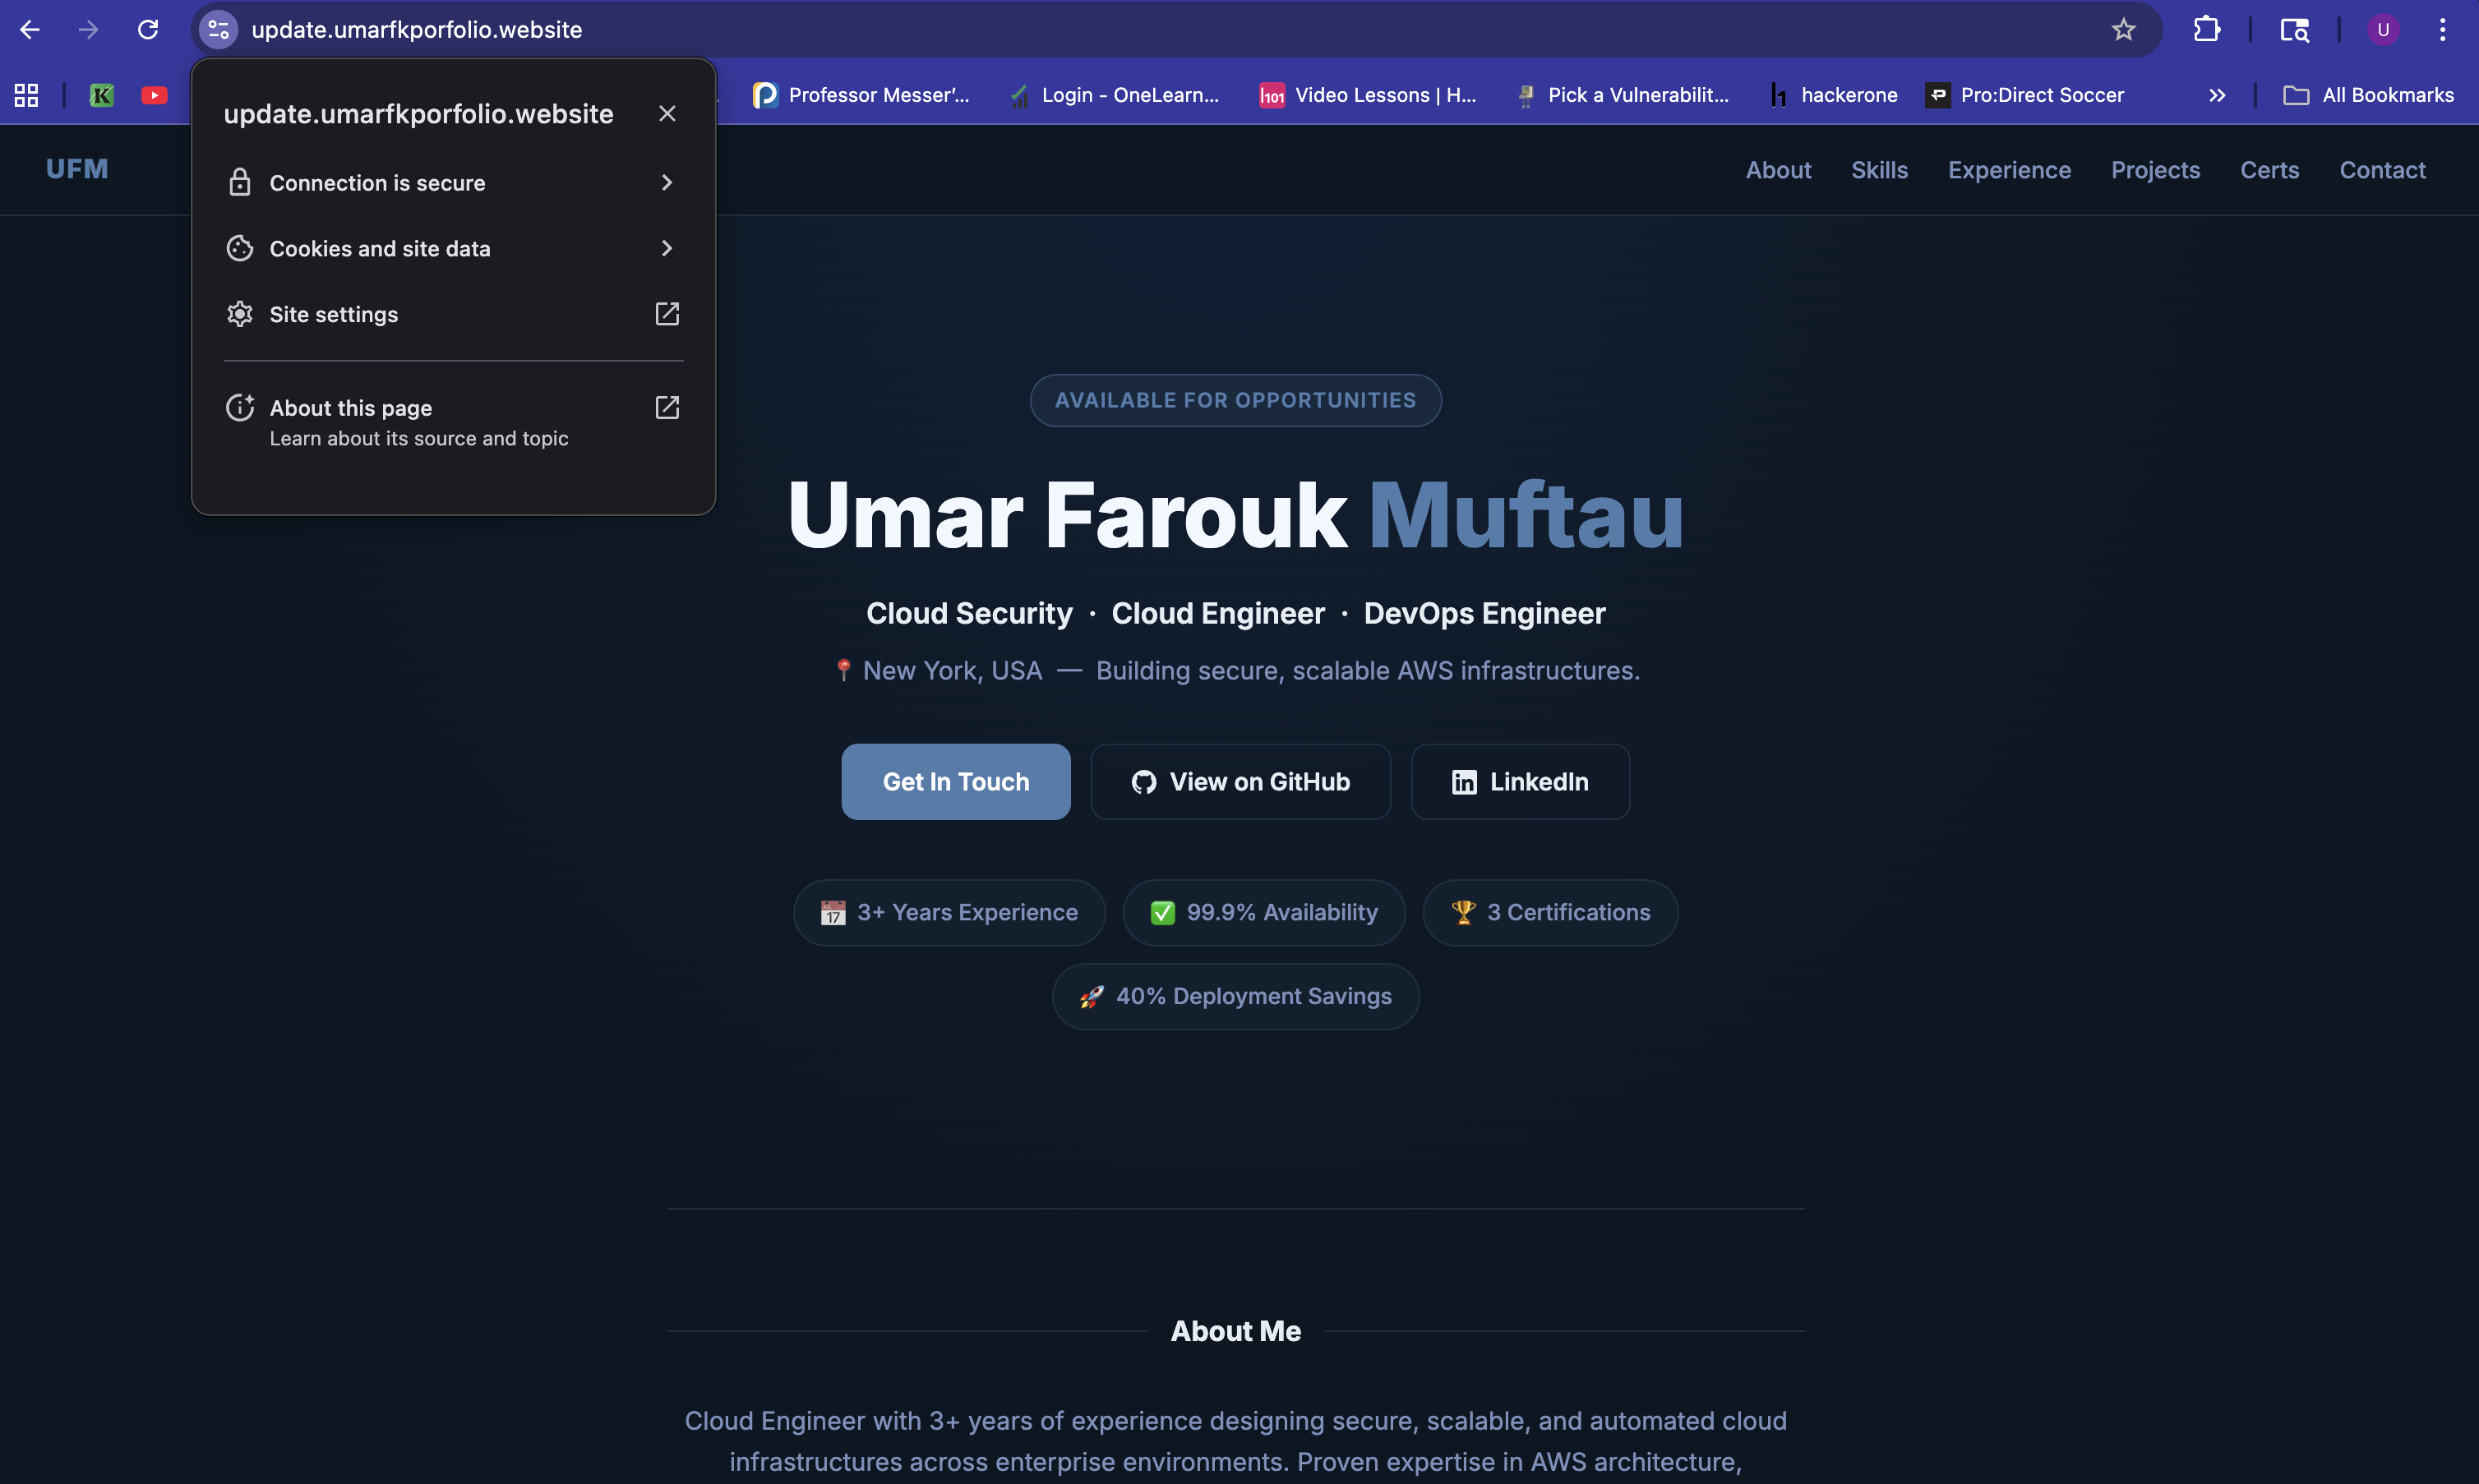 update.umarfkporfolio.website
U
Professor Messer'...
Login - OneLearn...
Video Lessons | H...
Pick a Vulnerabilit...
hackerone
Pro:Direct Soccer
All Bookmarks
update.umarfkporfolio.website
Connection is secure
Cookies and site data
Site settings
About this page
Learn about its source and topic
UFM
About
Skills
Experience
Projects
Certs
Contact
AVAILABLE FOR OPPORTUNITIES
Umar Farouk Muftau
Cloud Security · Cloud Engineer · DevOps Engineer
📍 New York, USA — Building secure, scalable AWS infrastructures.
Get In Touch
View on GitHub
LinkedIn
3+ Years Experience
99.9% Availability
3 Certifications
40% Deployment Savings
About Me
Cloud Engineer with 3+ years of experience designing secure, scalable, and automated cloud
infrastructures across enterprise environments. Proven expertise in AWS architecture,